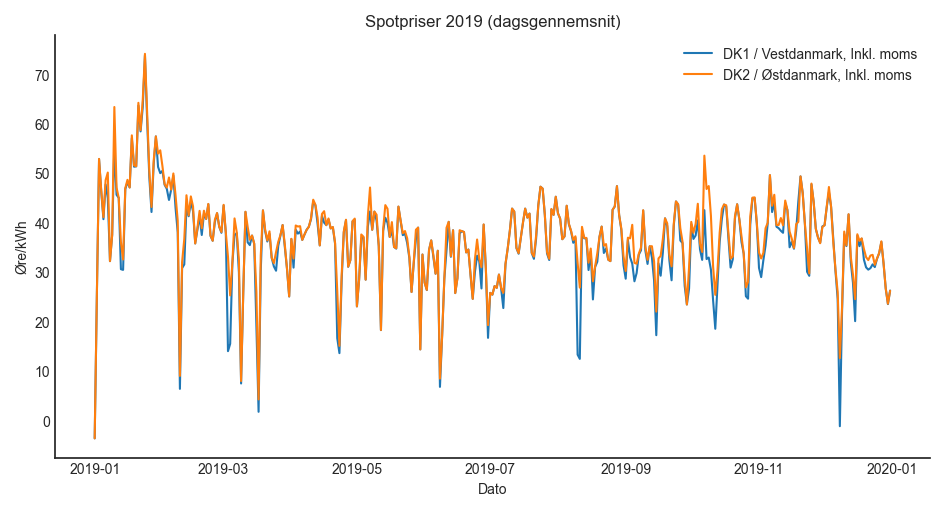 Spotpriser 2019 (dagsgennemsnit)
DK1 / Vestdanmark, Inkl. moms
DK2 / Østdanmark, Inkl. moms
Øre/kWh
70
60
50
40
30
20
10
0
2019-01 2019-03 2019-05 2019-07 2019-09 2019-11 2020-01
Dato